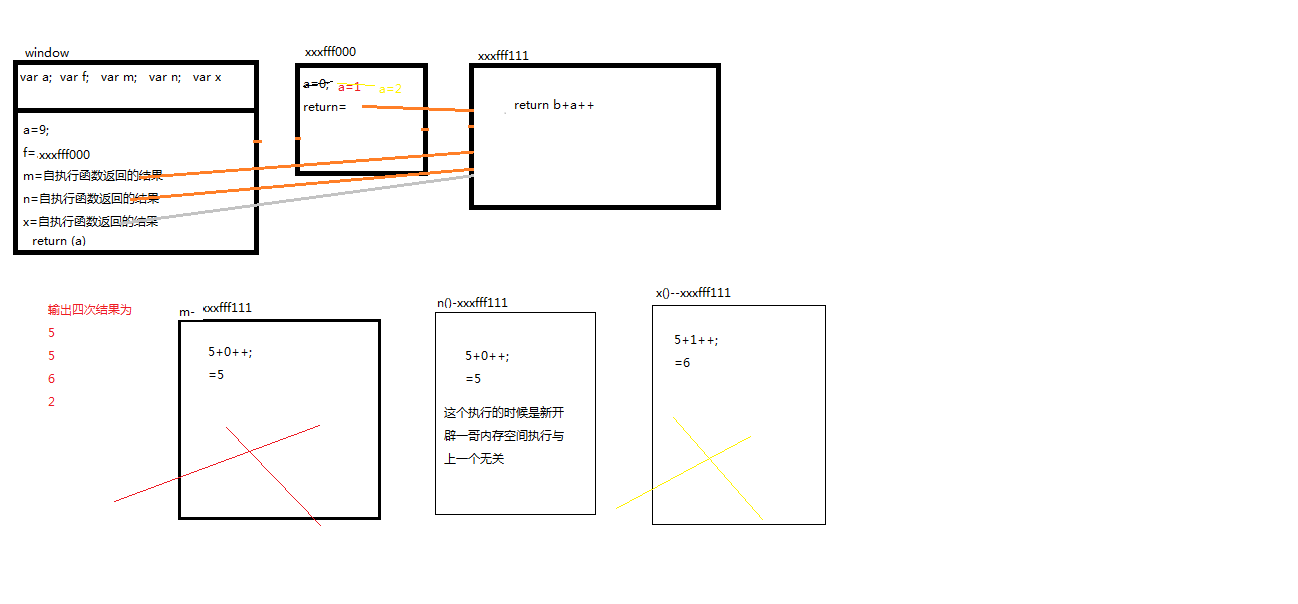 window
var a; var f; var m; var n; var x
a=9;
f=.xxxfff000
m=自执行函数返回的结果
n=自执行函数返回的结果
x=自执行函数返回的结果
return (a)
xxxfff000
a=0; a=1 a=2
return=
xxxfff111
return b+a++
输出四次结果为
5
5
6
2
m- xxxfff111
5+0++;
=5
n()-xxxfff111
5+0++;
=5
这个执行的时候是新开
辟一哥内存空间执行与
上一个无关
x()--xxxfff111
5+1++;
=6